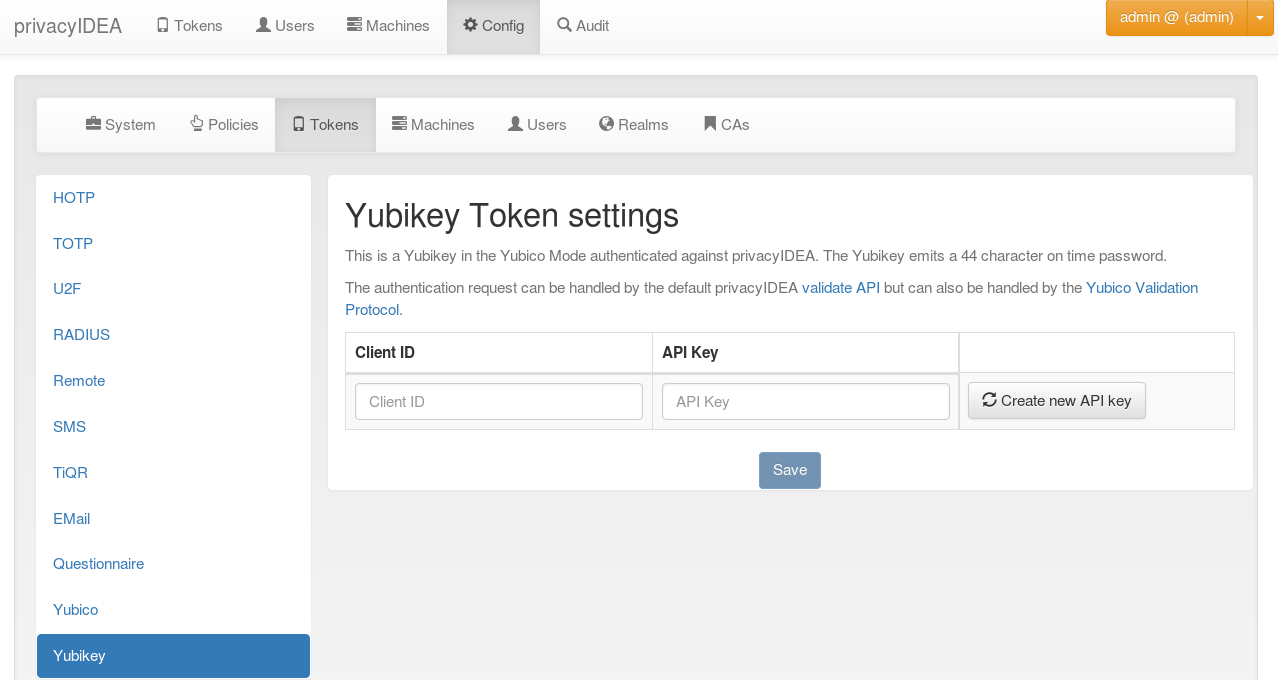 privacyIDEA Tokens Users Machines Config Audit admin @ (admin)
System Policies Tokens Machines Users Realms CAs
HOTP
TOTP
U2F
RADIUS
Remote
SMS
TiQR
EMail
Questionnaire
Yubico
Yubikey
Yubikey Token settings
This is a Yubikey in the Yubico Mode authenticated against privacyIDEA. The Yubikey emits a 44 character on time password.
The authentication request can be handled by the default privacyIDEA validate API but can also be handled by the Yubico Validation
Protocol.
Client ID API Key
Client ID API Key Create new API key
Save